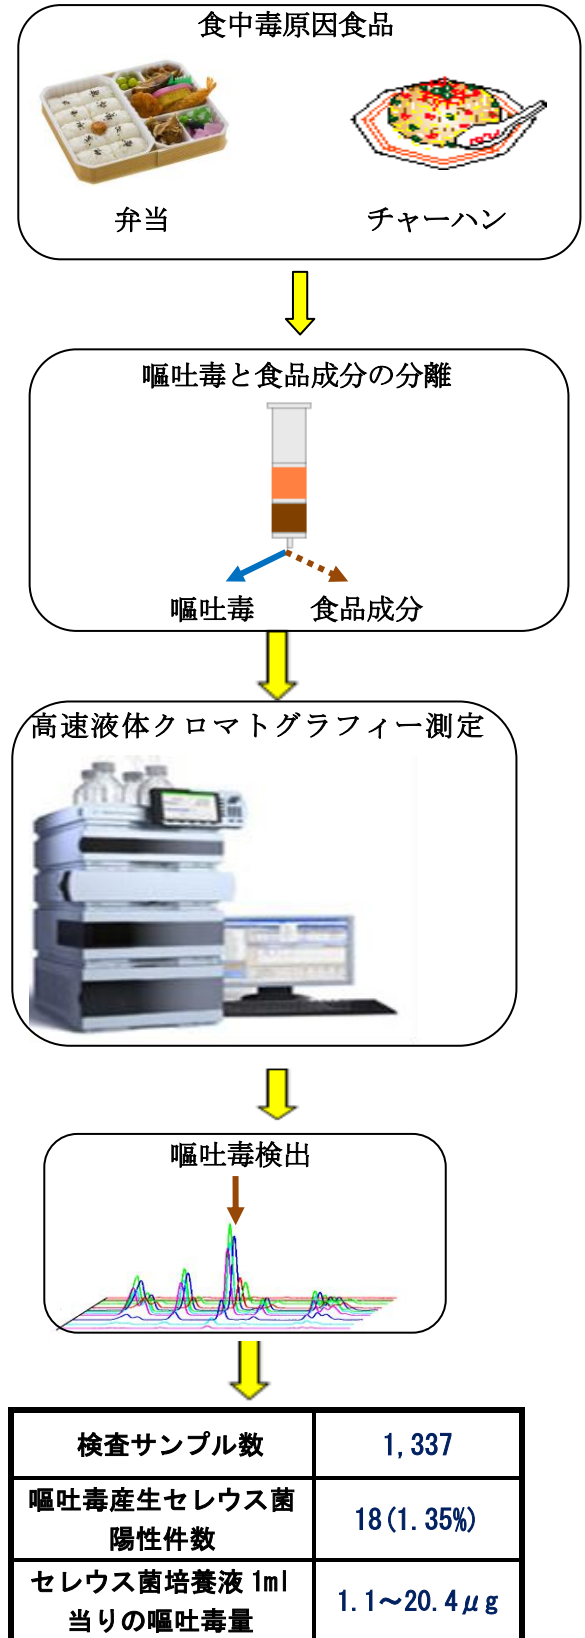 食中毒原因食品
弁当
チャーハン
嘔吐毒と食品成分の分離
嘔吐毒
食品成分
高速液体クロマトグラフィー測定
嘔吐毒検出
検査サンプル数
1,337
嘔吐毒産生セレウス菌
陽性件数
18(1.35%)
セレウス菌培養液1ml
当りの嘔吐毒量
1.1～20.4μg